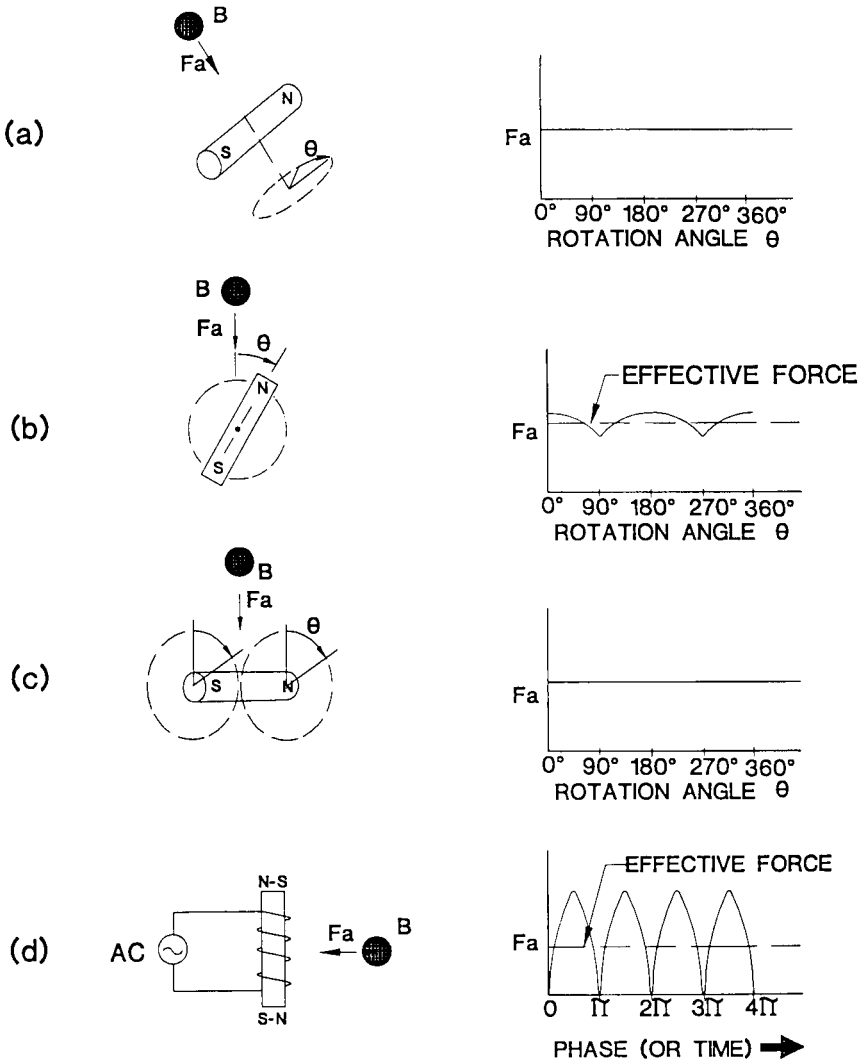 B
Fa
N
(a)
S
θ
Fa
0° 90° 180° 270° 360°
ROTATION ANGLE θ
B
Fa
θ
N
(b)
S
EFFECTIVE FORCE
Fa
0° 90° 180° 270° 360°
ROTATION ANGLE θ
B
Fa
θ
(c)
S
N
Fa
0° 90° 180° 270° 360°
ROTATION ANGLE θ
N-S
(d)
AC
Fa
B
S-N
EFFECTIVE FORCE
Fa
0 1π 2π 3π 4π
PHASE (OR TIME)